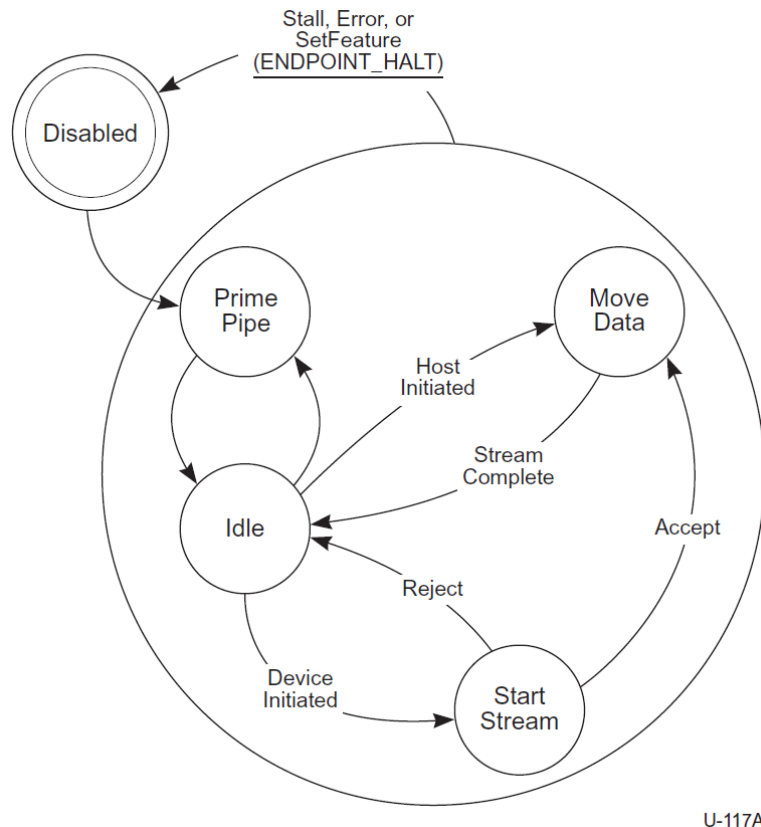 Stall, Error, or
SetFeature
(ENDPOINT_HALT)
Disabled
Prime
Pipe
Move
Data
Host
Initiated
Stream
Complete
Idle
Accept
Reject
Device
Initiated
Start
Stream
U-117A